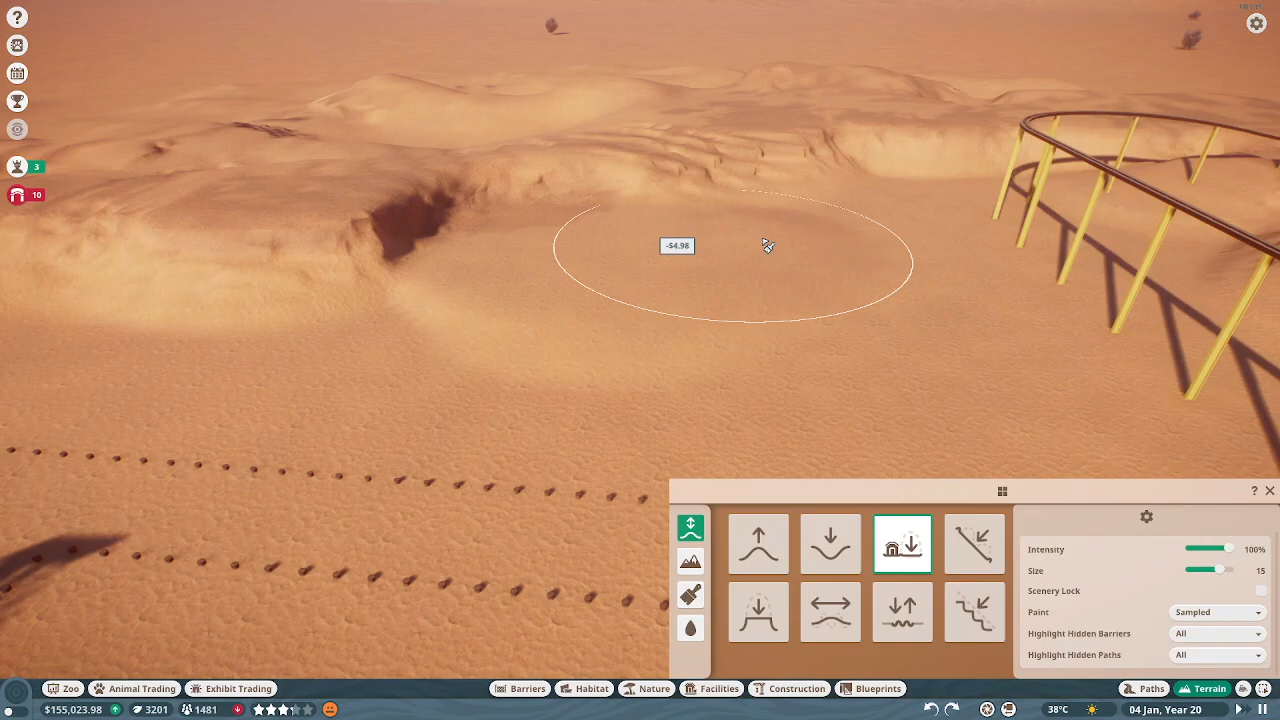 ?
3
10
-$4.98
?
Intensity 100%
Size 15
Scenery Lock
Paint Sampled
Highlight Hidden Barriers All
Highlight Hidden Paths All
Zoo Animal Trading Exhibit Trading Barriers Habitat Nature Facilities Construction Blueprints Paths Terrain
$155,023.98 3201 1481 38°C 04 Jan, Year 20